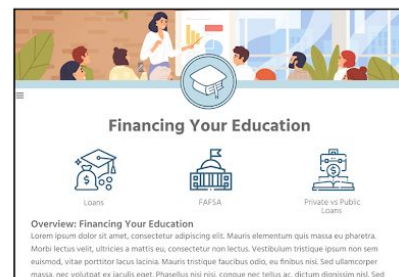 Financing Your Education
Loans
FAFSA
Private vs Public
Loans
Overview: Financing Your Education
Lorem ipsum dolor sit amet, consectetur adipiscing elit. Mauris elementum quis massa eu pharetra.
Morbi lectus velit, ultricies a mattis eu, consectetur non lectus. Vestibulum tristique ipsum non sem
euismod, vitae porttitor lacus lacinia. Mauris tristique faucibus odio, eu finibus nisi. Sed ullamcorper
massa, nec volutpat ex iaculis eget. Phasellus nisi nisi, congue nec tellus ac, dictum dignissim nisl. Sed